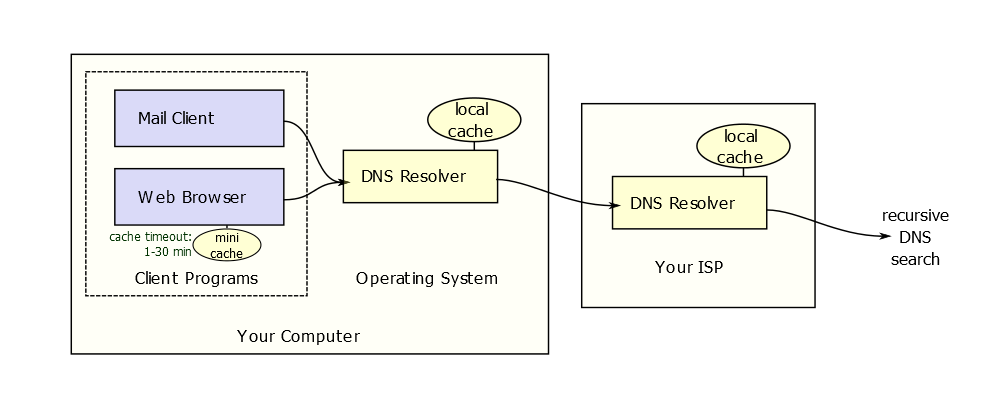 Mail Client
Web Browser
cache timeout:
1-30 min
mini
cache
Client Programs
local
cache
DNS Resolver
Operating System
Your Computer
local
cache
DNS Resolver
Your ISP
recursive
DNS
search